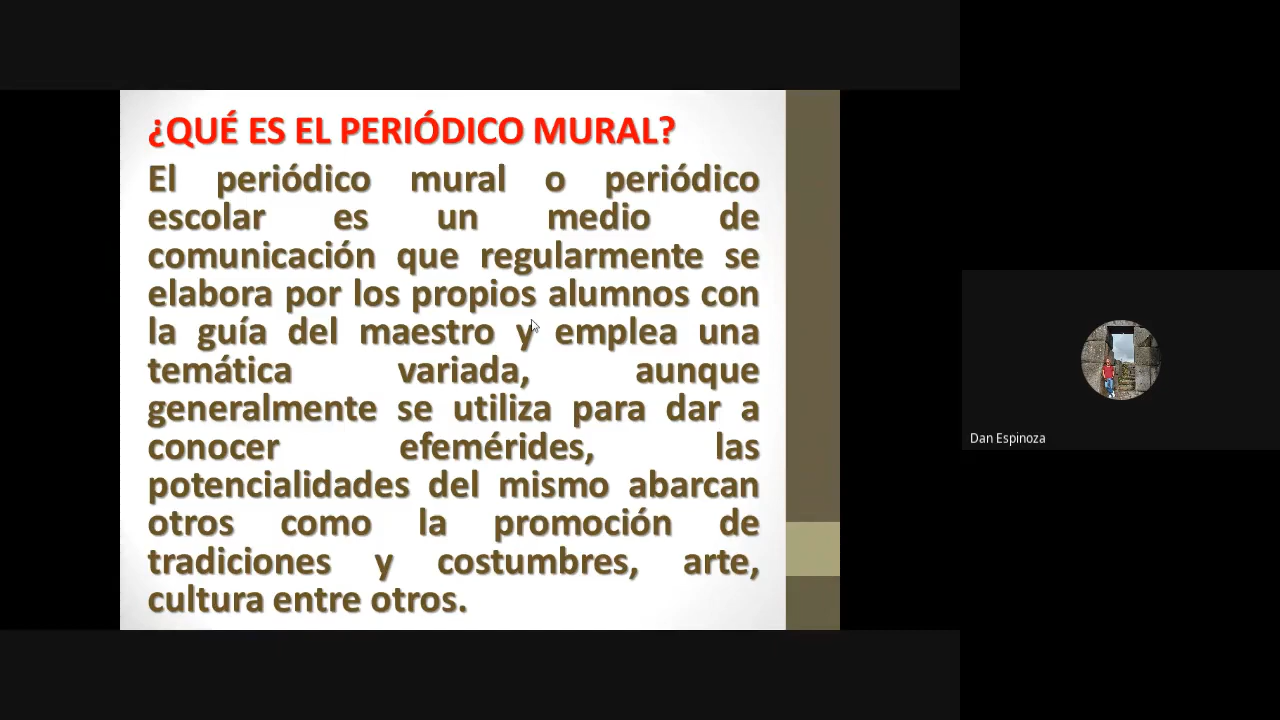 ¿QUÉ ES EL PERIÓDICO MURAL?
El periódico mural o periódico
escolar es un medio de
comunicación que regularmente se
elabora por los propios alumnos con
la guía del maestro y emplea una
temática variada, aunque
generalmente se utiliza para dar a
conocer efemérides, las
potencialidades del mismo abarcan
otros como la promoción de
tradiciones y costumbres, arte,
cultura entre otros.
Dan Espinoza